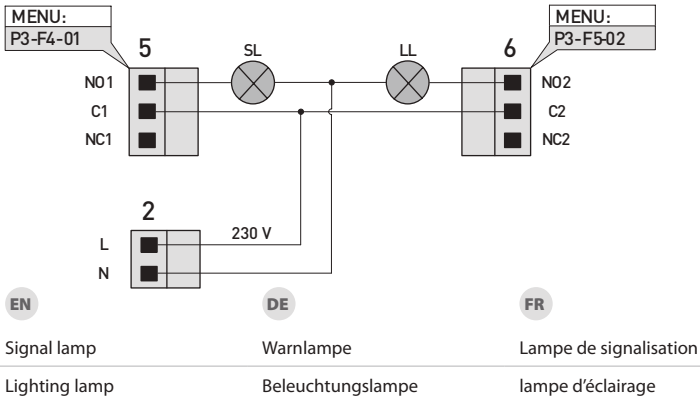 MENU:
P3-F4-01
MENU:
P3-F5-02
5
SL
LL
6
NO1
C1
NC1
NO2
C2
NC2
2
L
N
230 V
EN
DE
FR
Signal lamp
Warnlampe
Lampe de signalisation
Lighting lamp
Beleuchtungslampe
lampe d'éclairage